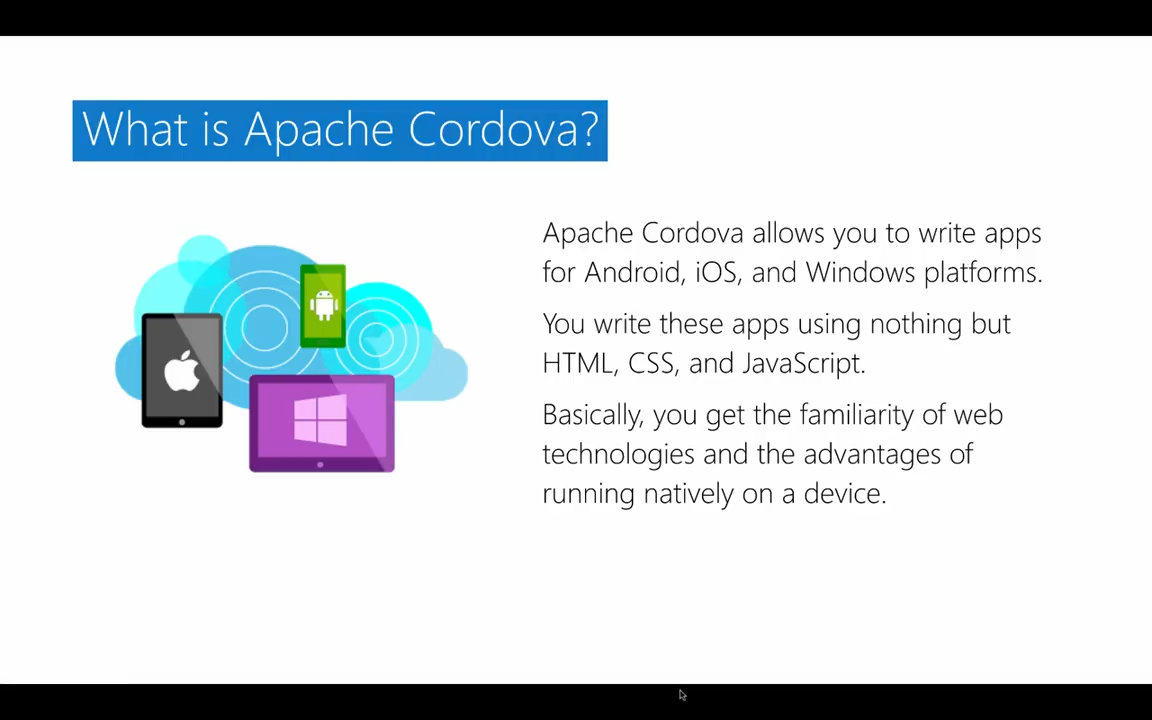 What is Apache Cordova?
Apache Cordova allows you to write apps
for Android, iOS, and Windows platforms.
You write these apps using nothing but
HTML, CSS, and JavaScript.
Basically, you get the familiarity of web
technologies and the advantages of
running natively on a device.